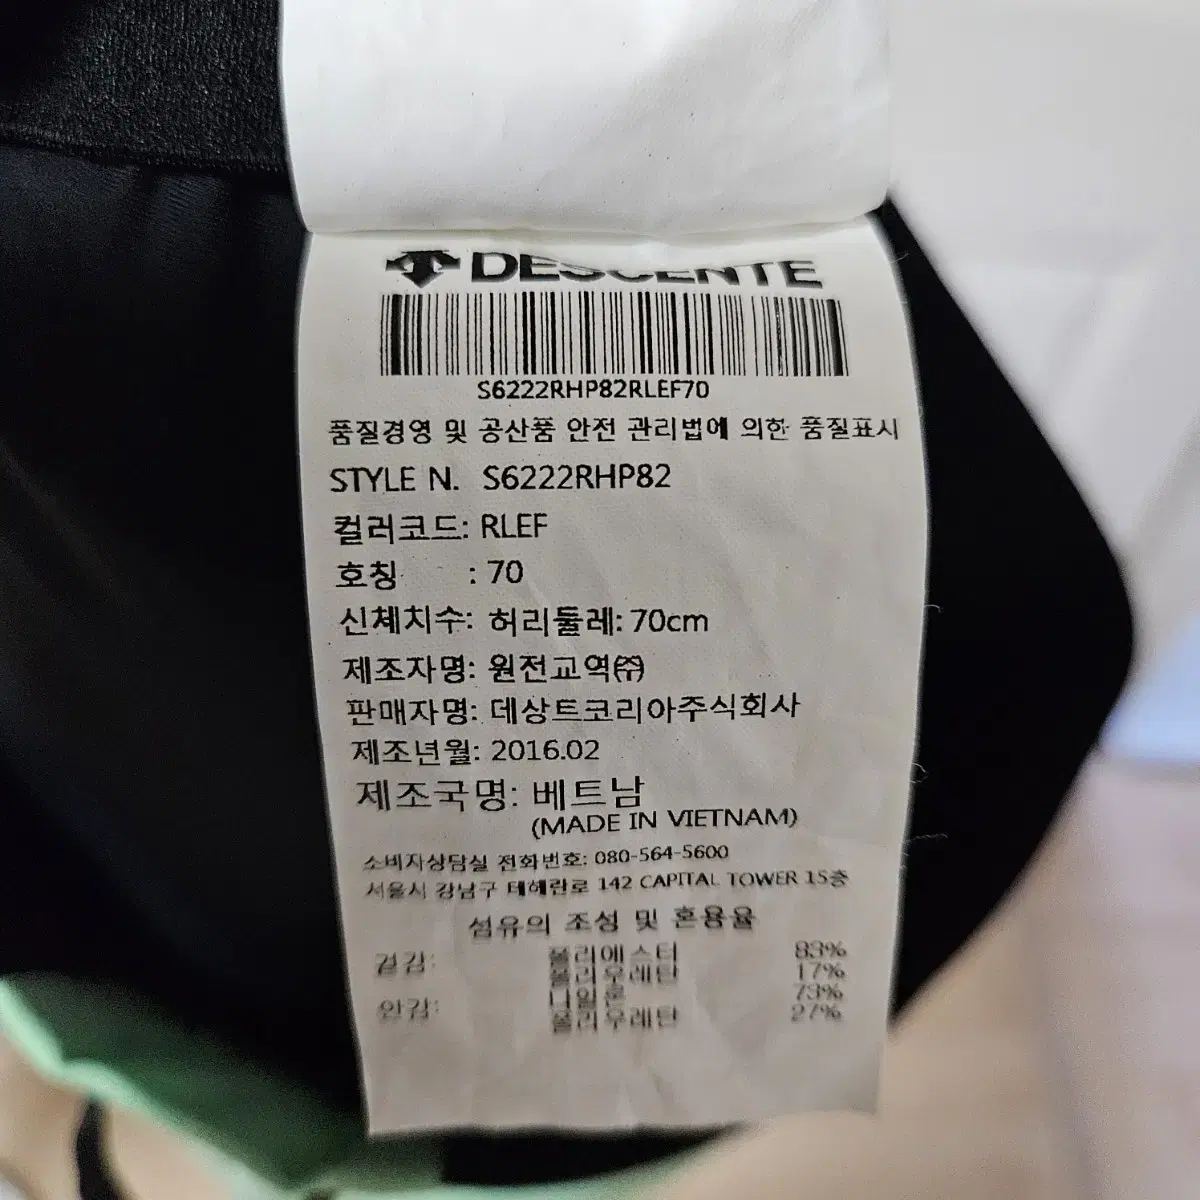 DESCENTE
S6222RHP82RLEF70
품질경영 및 공산품 안전 관리법에 의한 품질표시
STYLE N. S6222RHP82
컬러코드: RLEF
호칭 : 70
신체치수: 허리둘레: 70cm
제조자명: 원전교역㈜
판매자명: 데상트코리아주식회사
제조년월: 2016.02
제조국명: 베트남
(MADE IN VIETNAM)
소비자상담실 전화번호: 080-564-5600
서울시 강남구 테헤란로 142 CAPITAL TOWER 15층
섬유의 조성 및 혼용율
겉감: 폴리에스터 83%
폴리우레탄 17%
안감: 나일론 73%
폴리우레탄 27%